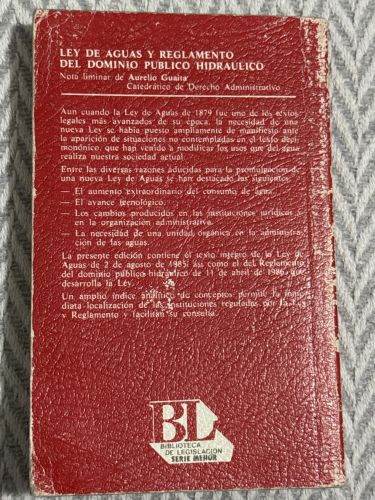 LEY DE AGUAS Y REGLAMENTO
DEL DOMINIO PUBLICO HIDRAULICO
Nota liminar de Aurelio Guaita
Catedrático de Derecho Administrativo
Aun cuando la Ley de Aguas de 1879 fue uno de los textos
legales más avanzados de su época, la necesidad de una
nueva Ley se había puesto ampliamente de manifiesto ante
la aparición de situaciones no contempladas en el texto deci-
monónico, que han venido a modificar los usos que del agua
realiza nuestra sociedad actual.
Entre las diversas razones aducidas para la promulgación de
una nueva Ley de Aguas se han destacado las siguientes:
— El aumento extraordinario del consumo de agua.
— El avance tecnológico.
— Los cambios producidos en las instituciones jurídicas en
la organización administrativa.
— La necesidad de una unidad orgánica en la administra-
ción de las aguas.
La presente edición contiene el texto íntegro de la Ley de
Aguas de 2 de agosto de 1985, así como el del Reglamento
del dominio público hidráulico de 11 de abril de 1986, que
desarrolla la Ley.
Un amplio índice analítico de conceptos permite la inme-
diata localización de las instituciones reguladas por la Ley
y Reglamento y facilitan su consulta.
BL
BIBLIOTECA
DE LEGISLACION
SERIE MENOR